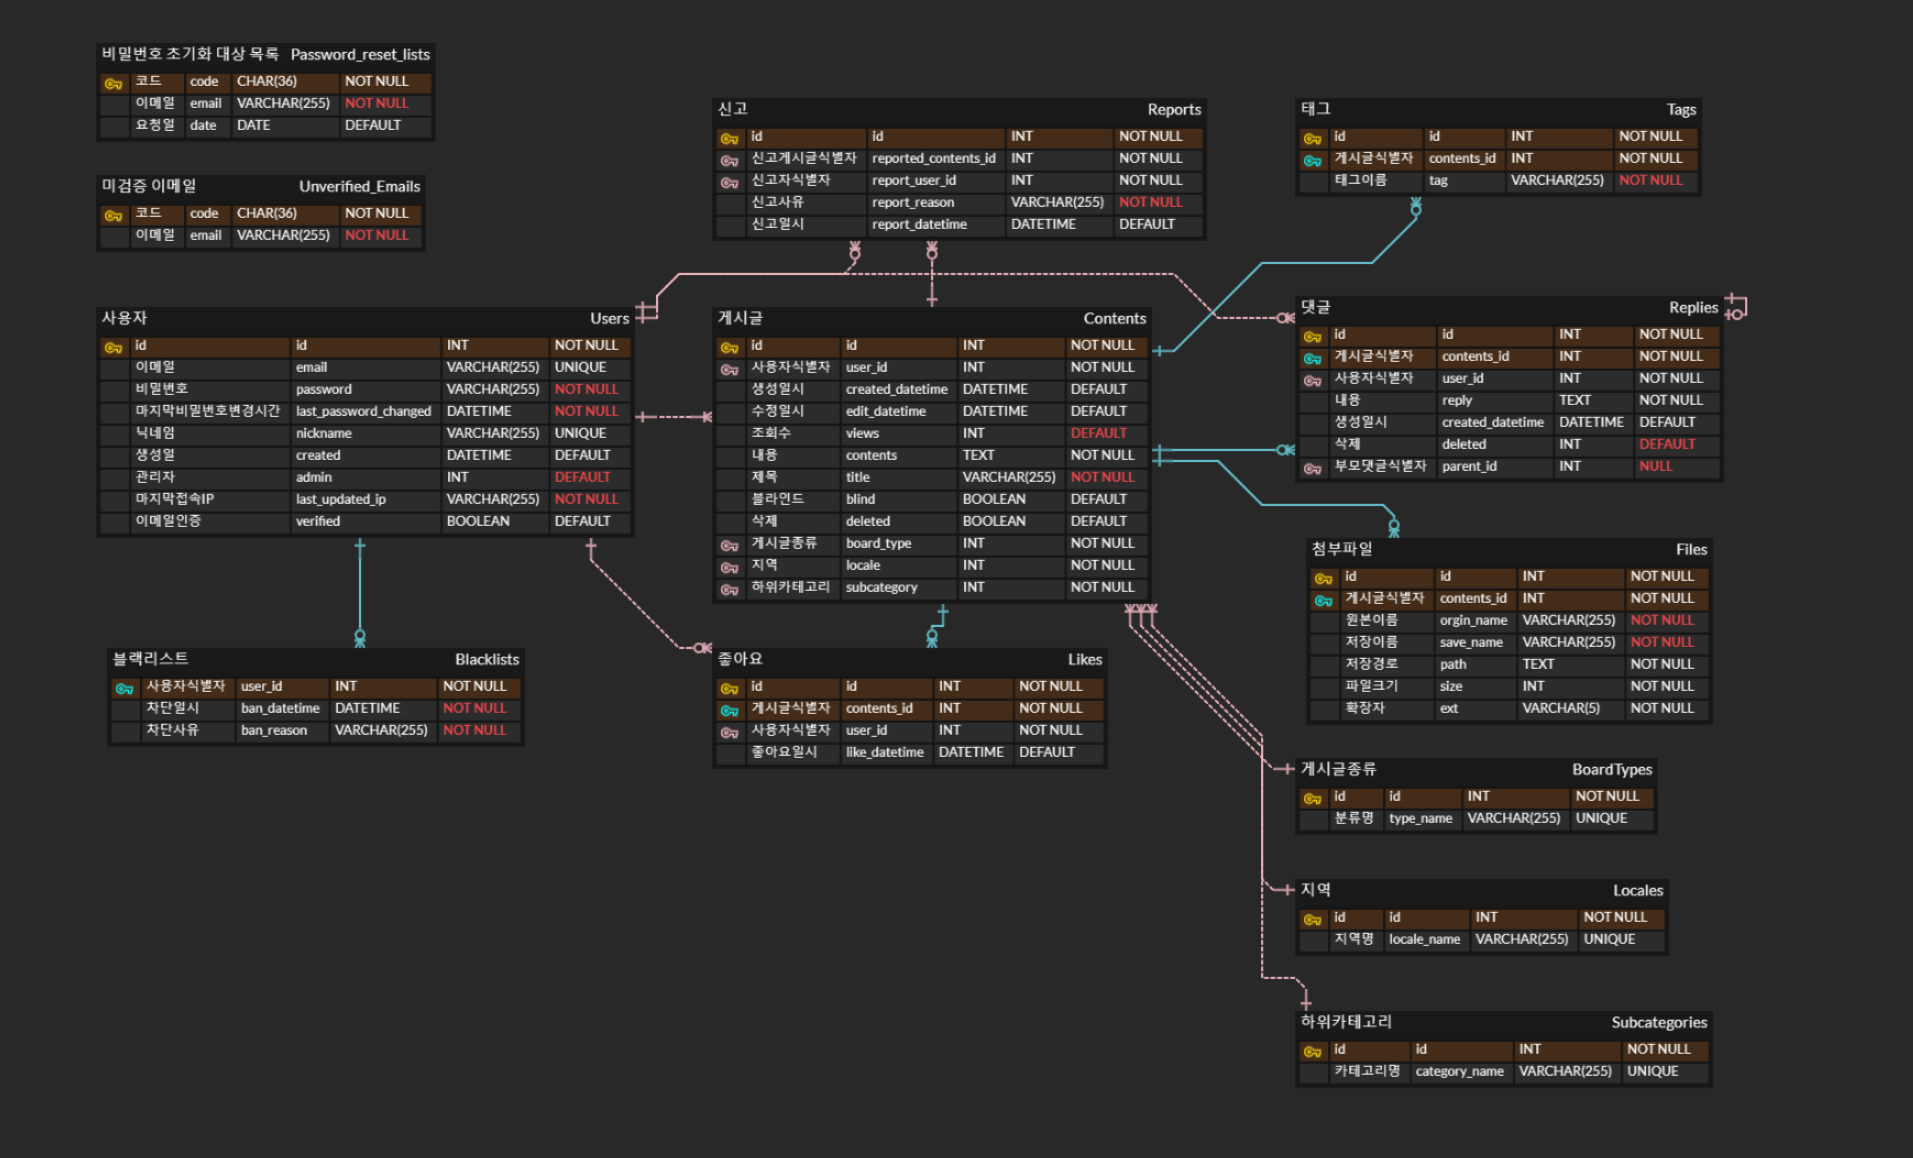 비밀번호 초기화 대상 목록 Password_reset_lists
코드 code CHAR(36) NOT NULL
이메일 email VARCHAR(255) NOT NULL
요청일 date DATE DEFAULT
미검증 이메일 Unverified_Emails
코드 code CHAR(36) NOT NULL
이메일 email VARCHAR(255) NOT NULL
신고 Reports
id id INT NOT NULL
신고게시글식별자 reported_contents_id INT NOT NULL
신고자식별자 report_user_id INT NOT NULL
신고사유 report_reason VARCHAR(255) NOT NULL
신고일시 report_datetime DATETIME DEFAULT
태그 Tags
id id INT NOT NULL
게시글식별자 contents_id INT NOT NULL
태그이름 tag VARCHAR(255) NOT NULL
사용자 Users
id id INT NOT NULL
이메일 email VARCHAR(255) UNIQUE
비밀번호 password VARCHAR(255) NOT NULL
마지막비밀번호변경시간 last_password_changed DATETIME NOT NULL
닉네임 nickname VARCHAR(255) UNIQUE
생성일 created DATETIME DEFAULT
관리자 admin INT DEFAULT
마지막접속IP last_updated_ip VARCHAR(255) NOT NULL
이메일인증 verified BOOLEAN DEFAULT
게시글 Contents
id id INT NOT NULL
사용자식별자 user_id INT NOT NULL
생성일시 created_datetime DATETIME DEFAULT
수정일시 edit_datetime DATETIME DEFAULT
조회수 views INT DEFAULT
내용 contents TEXT NOT NULL
제목 title VARCHAR(255) NOT NULL
블라인드 blind BOOLEAN DEFAULT
삭제 deleted BOOLEAN DEFAULT
게시글종류 board_type INT NOT NULL
지역 locale INT NOT NULL
하위카테고리 subcategory INT NOT NULL
댓글 Replies
id id INT NOT NULL
게시글식별자 contents_id INT NOT NULL
사용자식별자 user_id INT NOT NULL
내용 reply TEXT NOT NULL
생성일시 created_datetime DATETIME DEFAULT
삭제 deleted INT DEFAULT
부모댓글식별자 parent_id INT NULL
첨부파일 Files
id id INT NOT NULL
게시글식별자 contents_id INT NOT NULL
원본이름 orgin_name VARCHAR(255) NOT NULL
저장이름 save_name VARCHAR(255) NOT NULL
저장경로 path TEXT NOT NULL
파일크기 size INT NOT NULL
확장자 ext VARCHAR(5) NOT NULL
블랙리스트 Blacklists
사용자식별자 user_id INT NOT NULL
차단일시 ban_datetime DATETIME NOT NULL
차단사유 ban_reason VARCHAR(255) NOT NULL
좋아요 Likes
id id INT NOT NULL
게시글식별자 contents_id INT NOT NULL
사용자식별자 user_id INT NOT NULL
좋아요일시 like_datetime DATETIME DEFAULT
게시글종류 BoardTypes
id id INT NOT NULL
분류명 type_name VARCHAR(255) UNIQUE
지역 Locales
id id INT NOT NULL
지역명 locale_name VARCHAR(255) UNIQUE
하위카테고리 Subcategories
id id INT NOT NULL
카테고리명 category_name VARCHAR(255) UNIQUE